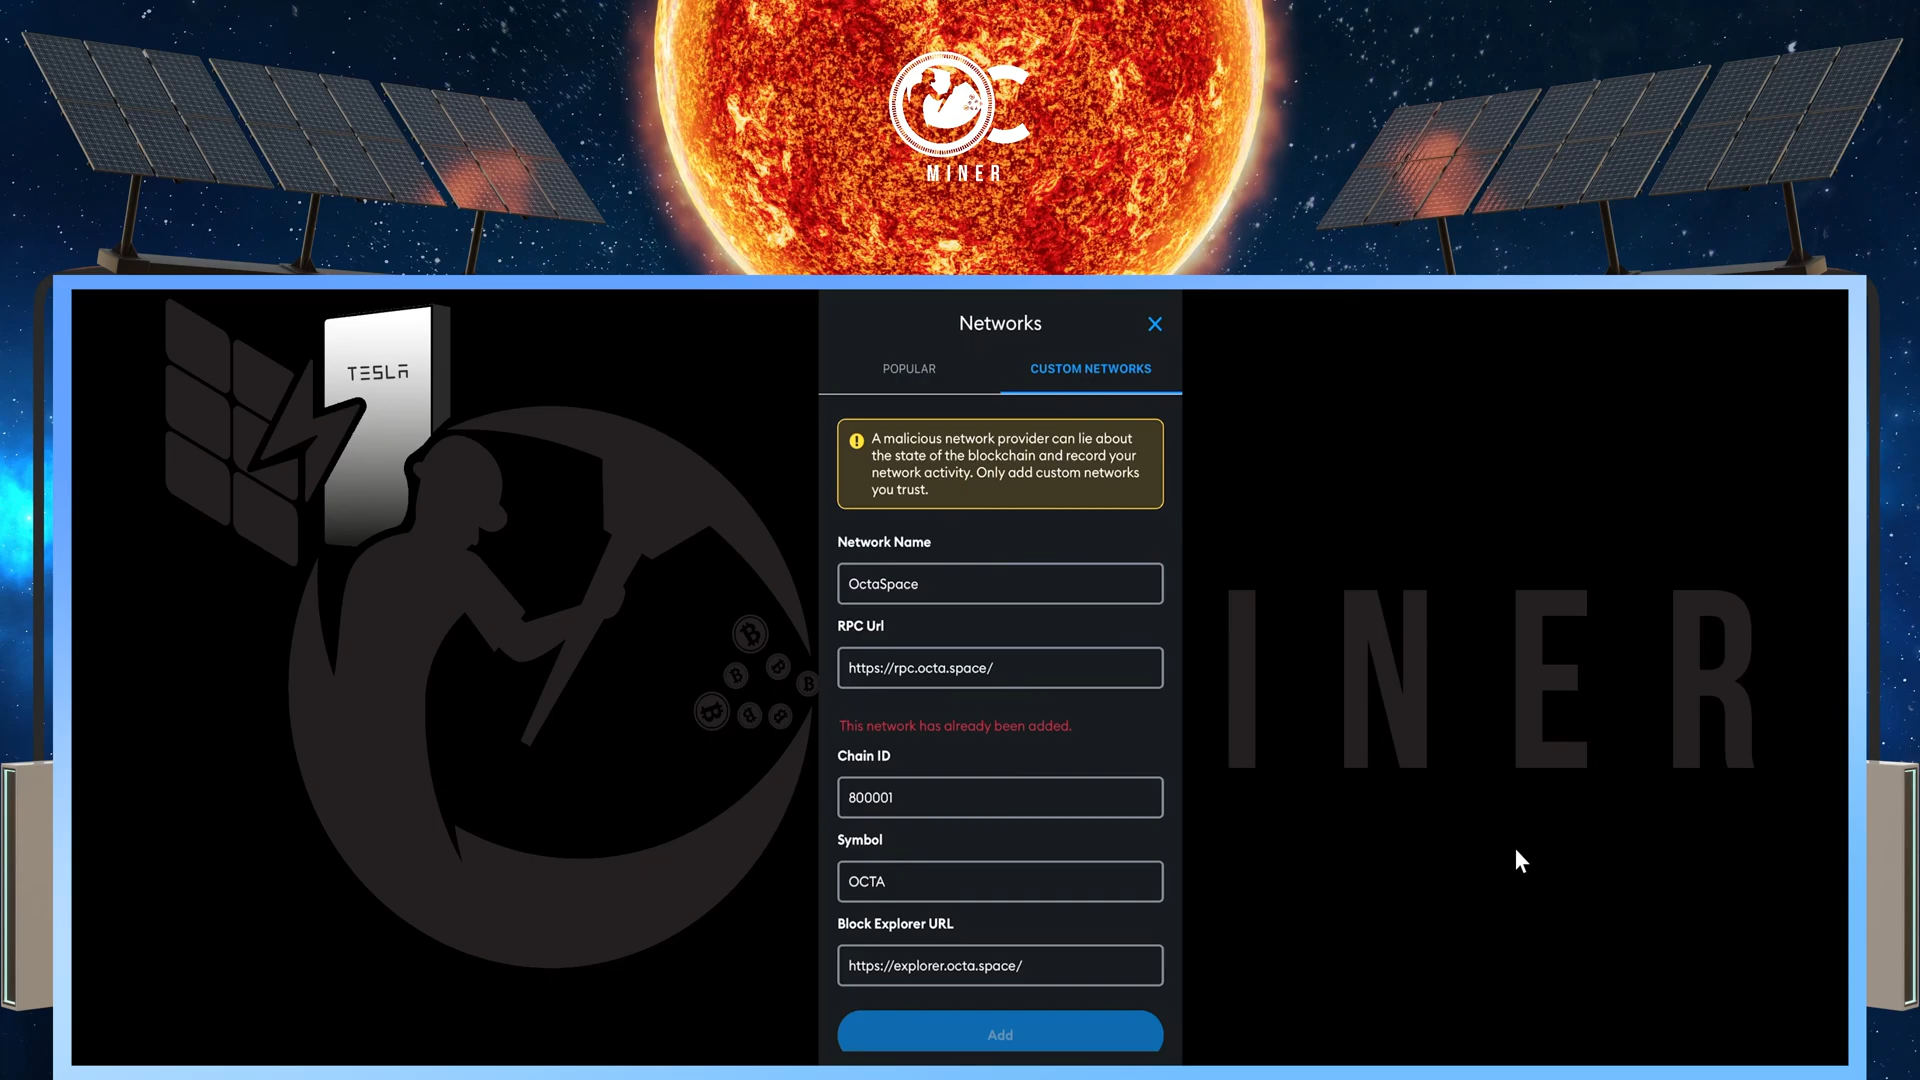 C
MINER
TESLA
INER
Networks
POPULAR
CUSTOM NETWORKS
A malicious network provider can lie about
the state of the blockchain and record your
network activity. Only add custom networks
you trust.
Network Name
OctaSpace
RPC Url
https://rpc.octa.space/
This network has already been added.
Chain ID
800001
Symbol
OCTA
Block Explorer URL
https://explorer.octa.space/
Add